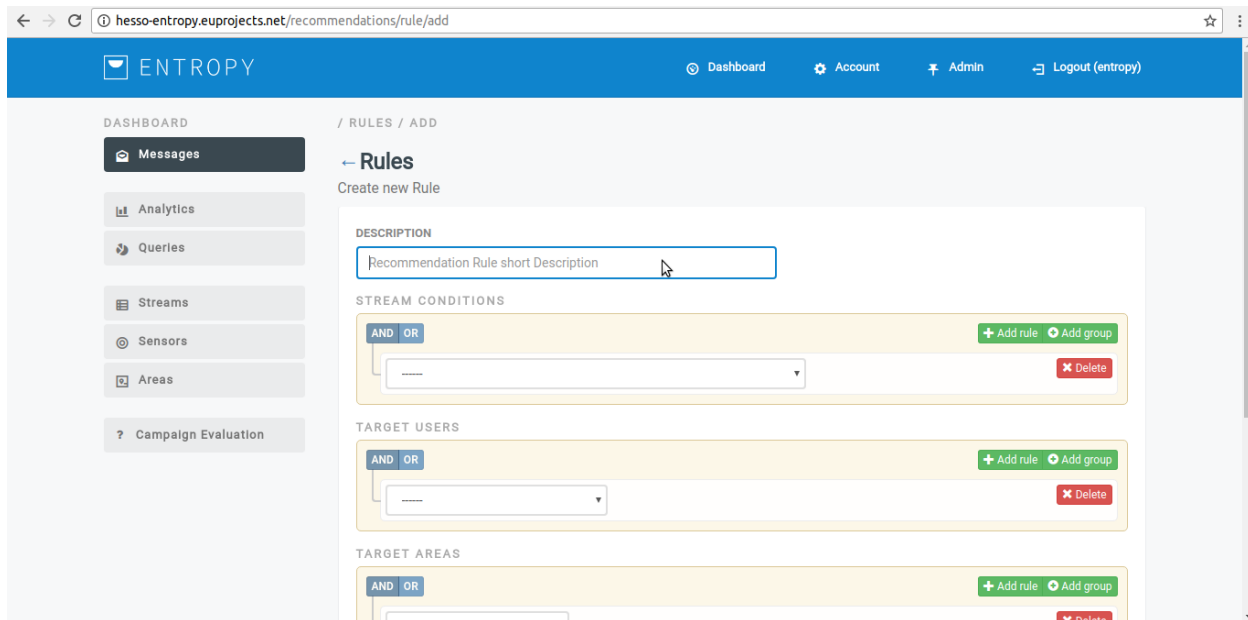 hesso-entropy.euprojects.net/recommendations/rule/add
ENTROPY
Dashboard
Account
Admin
Logout (entropy)
DASHBOARD
Messages
Analytics
Queries
Streams
Sensors
Areas
? Campaign Evaluation
/ RULES / ADD
←Rules
Create new Rule
DESCRIPTION
Recommendation Rule short Description
STREAM CONDITIONS
AND OR
Add rule Add group
------
Delete
TARGET USERS
AND OR
Add rule Add group
------
Delete
TARGET AREAS
AND OR
Add rule Add group
Delete